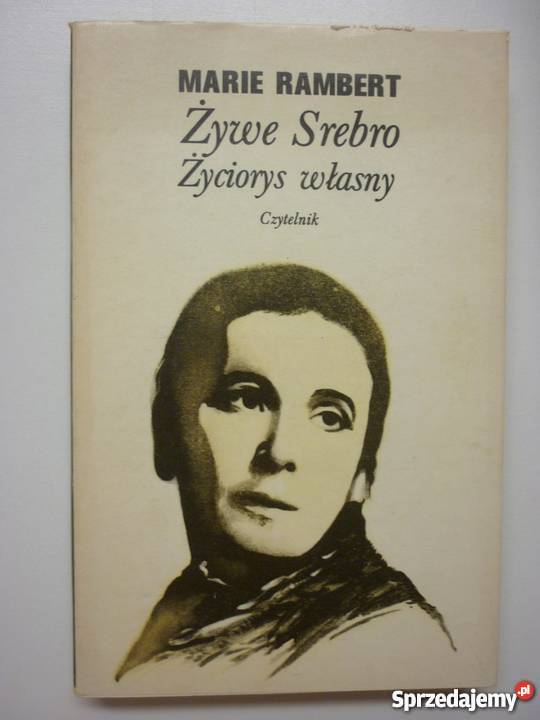 MARIE RAMBERT
Żywe Srebro
Życiorys własny
Czytelnik
Sprzedajemy.pl